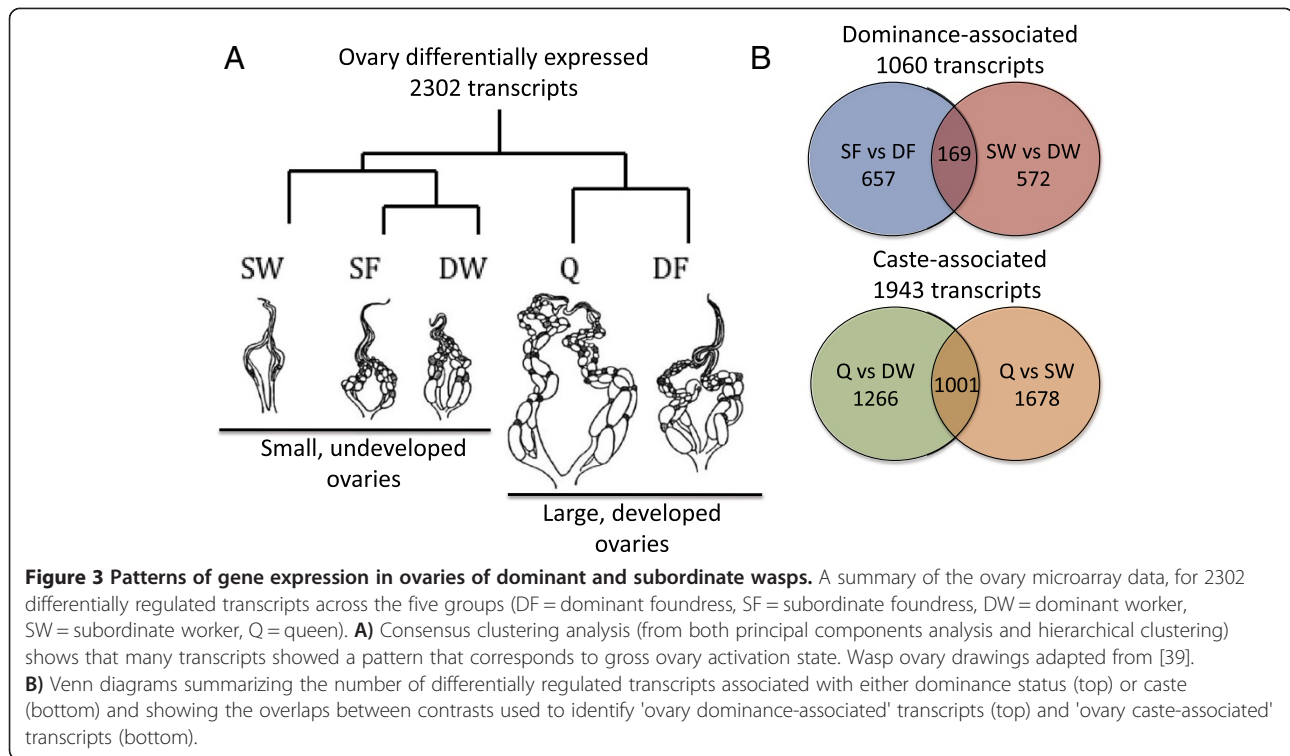 A
Ovary differentially expressed
2302 transcripts
SW
SF
DW
Q
DF
Small, undeveloped
ovaries
Large, developed
ovaries
B
Dominance-associated
1060 transcripts
SF vs DF
657
169
SW vs DW
572
Caste-associated
1943 transcripts
Q vs DW
1266
1001
Q vs SW
1678
Figure 3 Patterns of gene expression in ovaries of dominant and subordinate wasps. A summary of the ovary microarray data, for 2302
differentially regulated transcripts across the five groups (DF = dominant foundress, SF = subordinate foundress, DW = dominant worker,
SW = subordinate worker, Q = queen). A) Consensus clustering analysis (from both principal components analysis and hierarchical clustering)
shows that many transcripts showed a pattern that corresponds to gross ovary activation state. Wasp ovary drawings adapted from [39].
B) Venn diagrams summarizing the number of differentially regulated transcripts associated with either dominance status (top) or caste
(bottom) and showing the overlaps between contrasts used to identify 'ovary dominance-associated' transcripts (top) and 'ovary caste-associated'
transcripts (bottom).